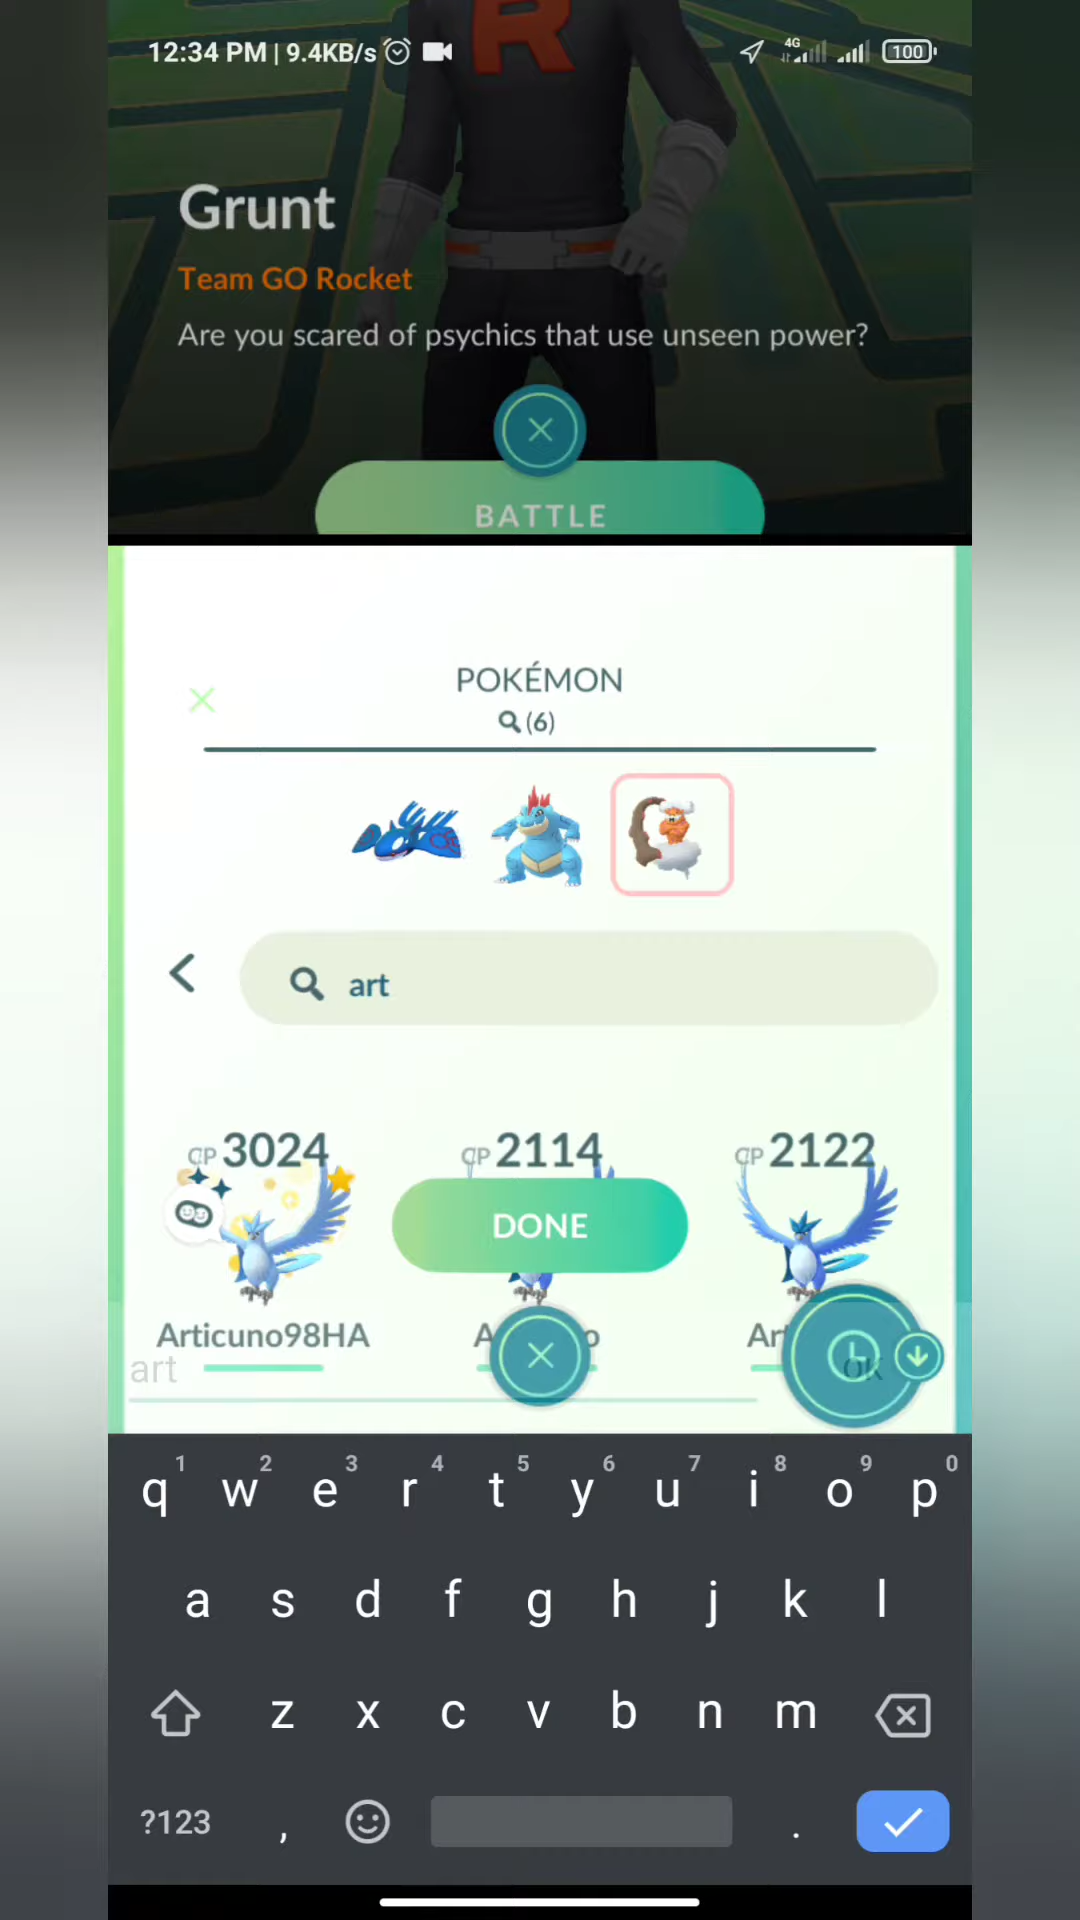 R
12:34 PM | 9.4KB/s
4G
100
Grunt
Team GO Rocket
Are you scared of psychics that use unseen power?
BATTLE
POKÉMON
(6)
art
CP 3024
CP 2114
CP 2122
DONE
Articuno98HA
art
OK
1 2 3 4 5 6 7 8 9 0
q w e r t y u i o p
a s d f g h j k l
z x c v b n m
?123 , .